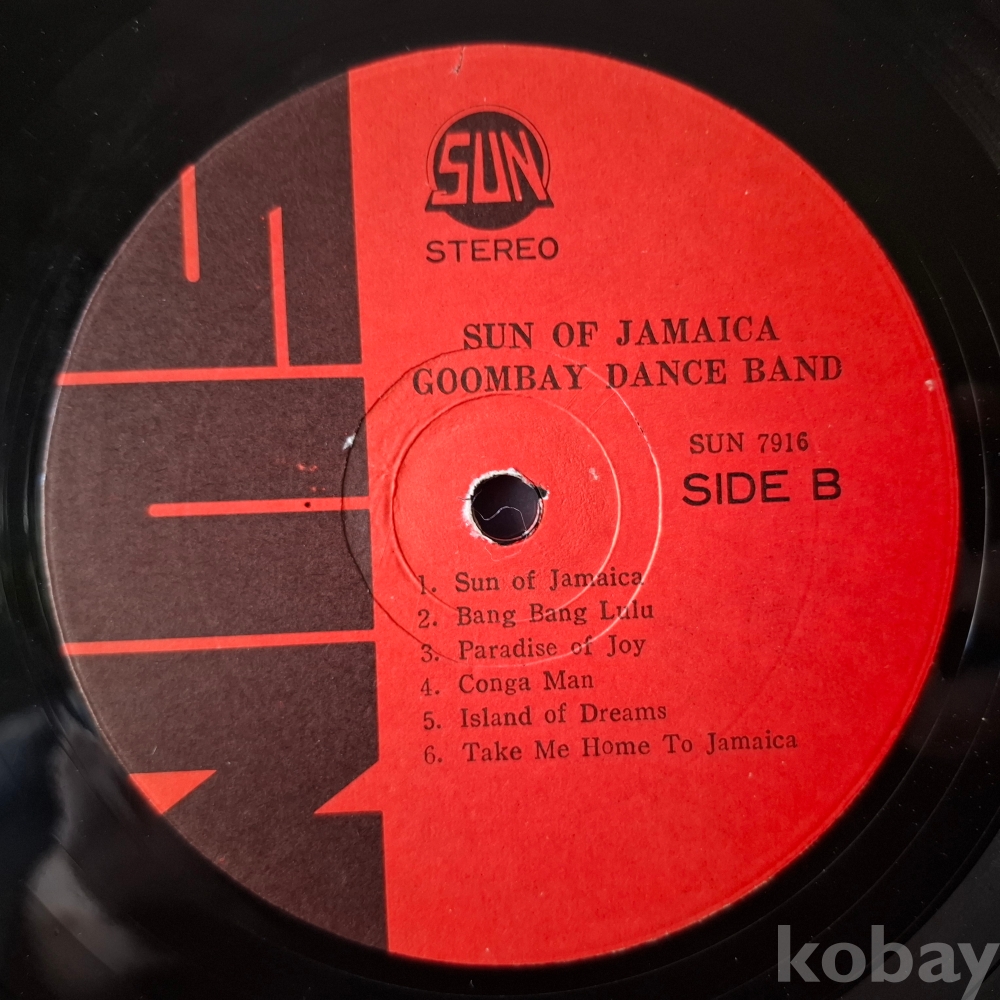 SUN
SUN
STEREO
SUN OF JAMAICA
GOOMBAY DANCE BAND
SUN 7916
SIDE B
1. Sun of Jamaica
2. Bang Bang Lulu
3. Paradise of Joy
4. Conga Man
5. Island of Dreams
6. Take Me Home To Jamaica
kobay